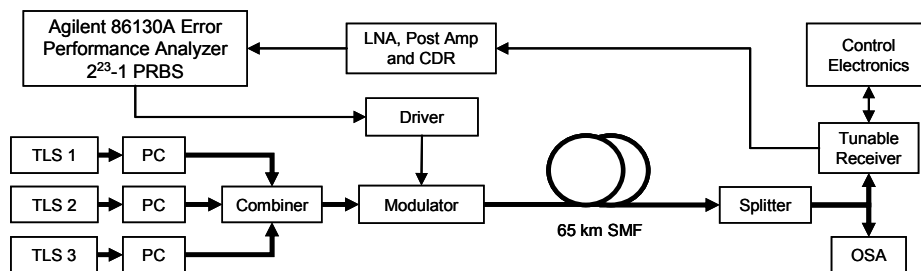 Agilent 86130A Error
Performance Analyzer
2²³-1 PRBS
LNA, Post Amp
and CDR
Control
Electronics
Driver
Tunable
Receiver
TLS 1
PC
TLS 2
PC
Combiner
Modulator
65 km SMF
Splitter
TLS 3
PC
OSA